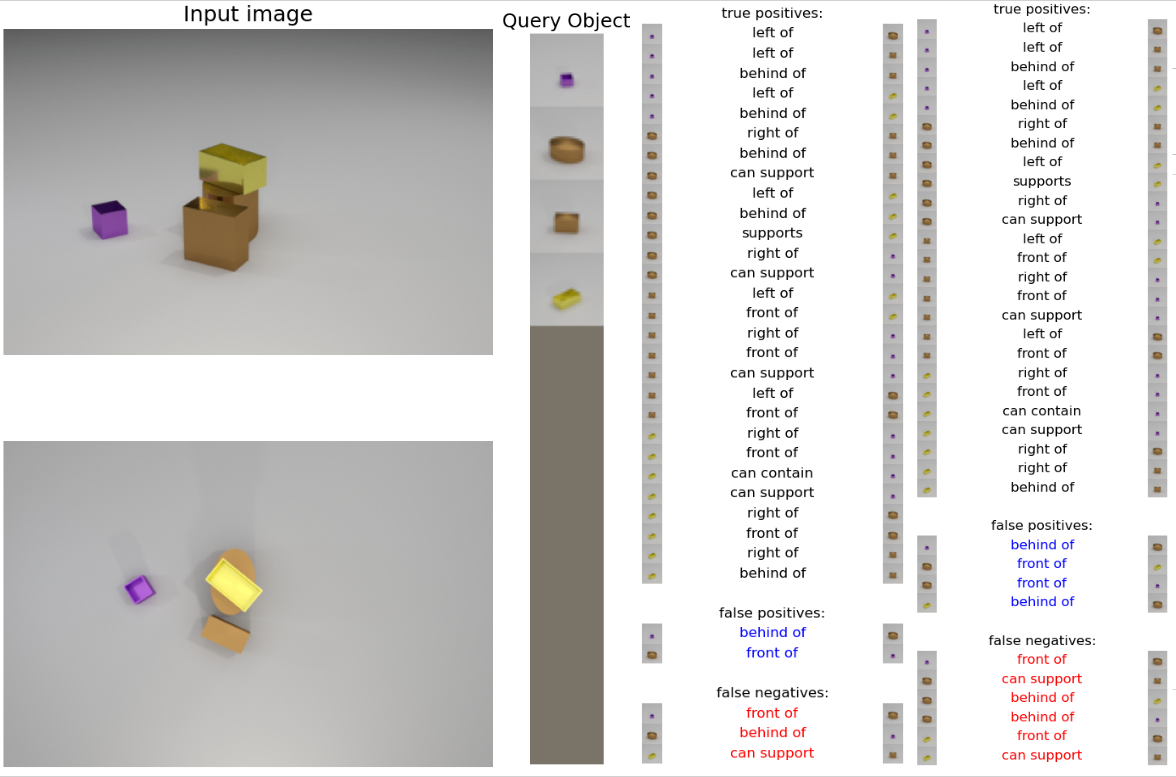 Input image
Query Object
true positives:
left of
left of
behind of
left of
behind of
right of
behind of
can support
left of
behind of
supports
right of
can support
left of
front of
right of
front of
can support
left of
front of
right of
front of
can contain
can support
right of
front of
right of
behind of
false positives:
behind of
front of
false negatives:
front of
behind of
can support
true positives:
left of
left of
behind of
left of
behind of
right of
behind of
left of
supports
right of
can support
left of
front of
right of
front of
can support
left of
front of
right of
front of
can contain
can support
right of
right of
behind of
false positives:
behind of
front of
front of
behind of
false negatives:
front of
can support
behind of
behind of
front of
can support